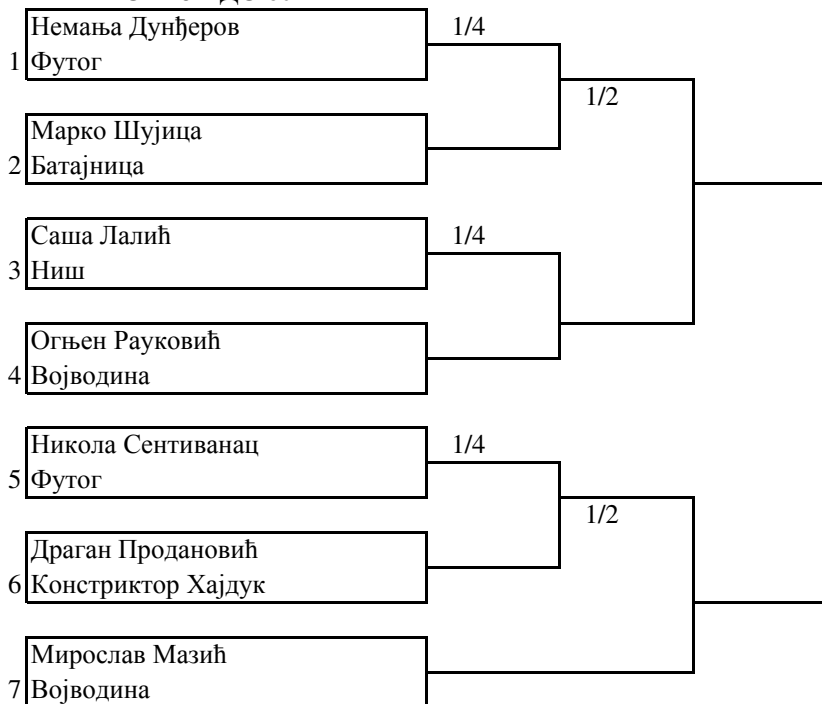 Немања Дунђеров
1/4
1 Футог
1/2
Марко Шујица
2 Батајница
Саша Лалић
1/4
3 Ниш
Огњен Рауковић
4 Војводина
Никола Сентиванац
1/4
5 Футог
1/2
Драган Продановић
6 Констриктор Хајдук
Мирослав Мазић
7 Војводина